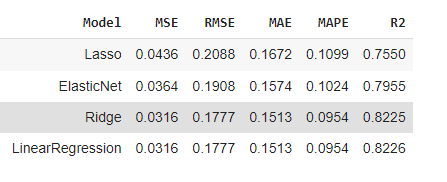 Model MSE RMSE MAE MAPE R2
Lasso 0.0436 0.2088 0.1672 0.1099 0.7550
ElasticNet 0.0364 0.1908 0.1574 0.1024 0.7955
Ridge 0.0316 0.1777 0.1513 0.0954 0.8225
LinearRegression 0.0316 0.1777 0.1513 0.0954 0.8226